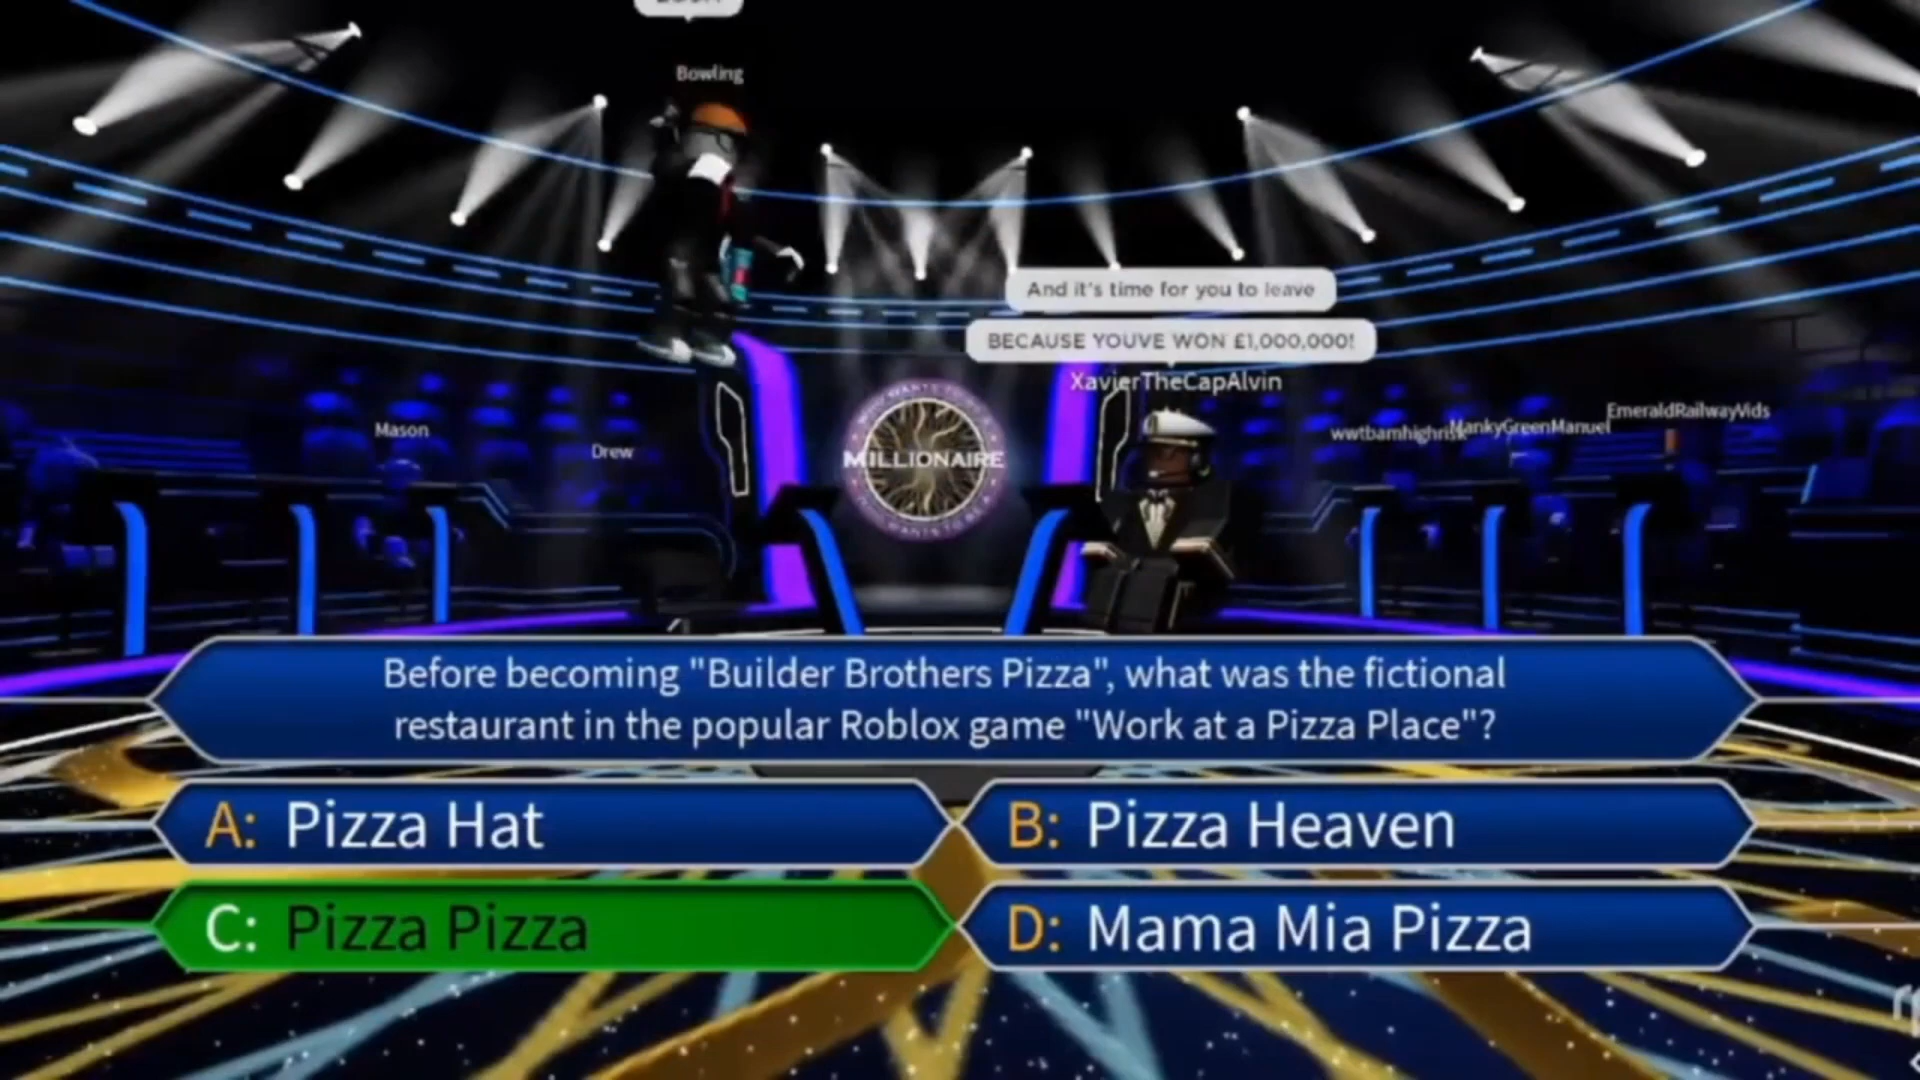 Bowling
And it's time for you to leave
BECAUSE YOUVE WON £1,000,000!
XavierTheCapAlvin
Mason
Drew
MILLIONAIRE
MankyGreenManuel
EmeraldRailwayVids
Before becoming "Builder Brothers Pizza", what was the fictional
restaurant in the popular Roblox game "Work at a Pizza Place"?
A: Pizza Hat
B: Pizza Heaven
C: Pizza Pizza
D: Mama Mia Pizza